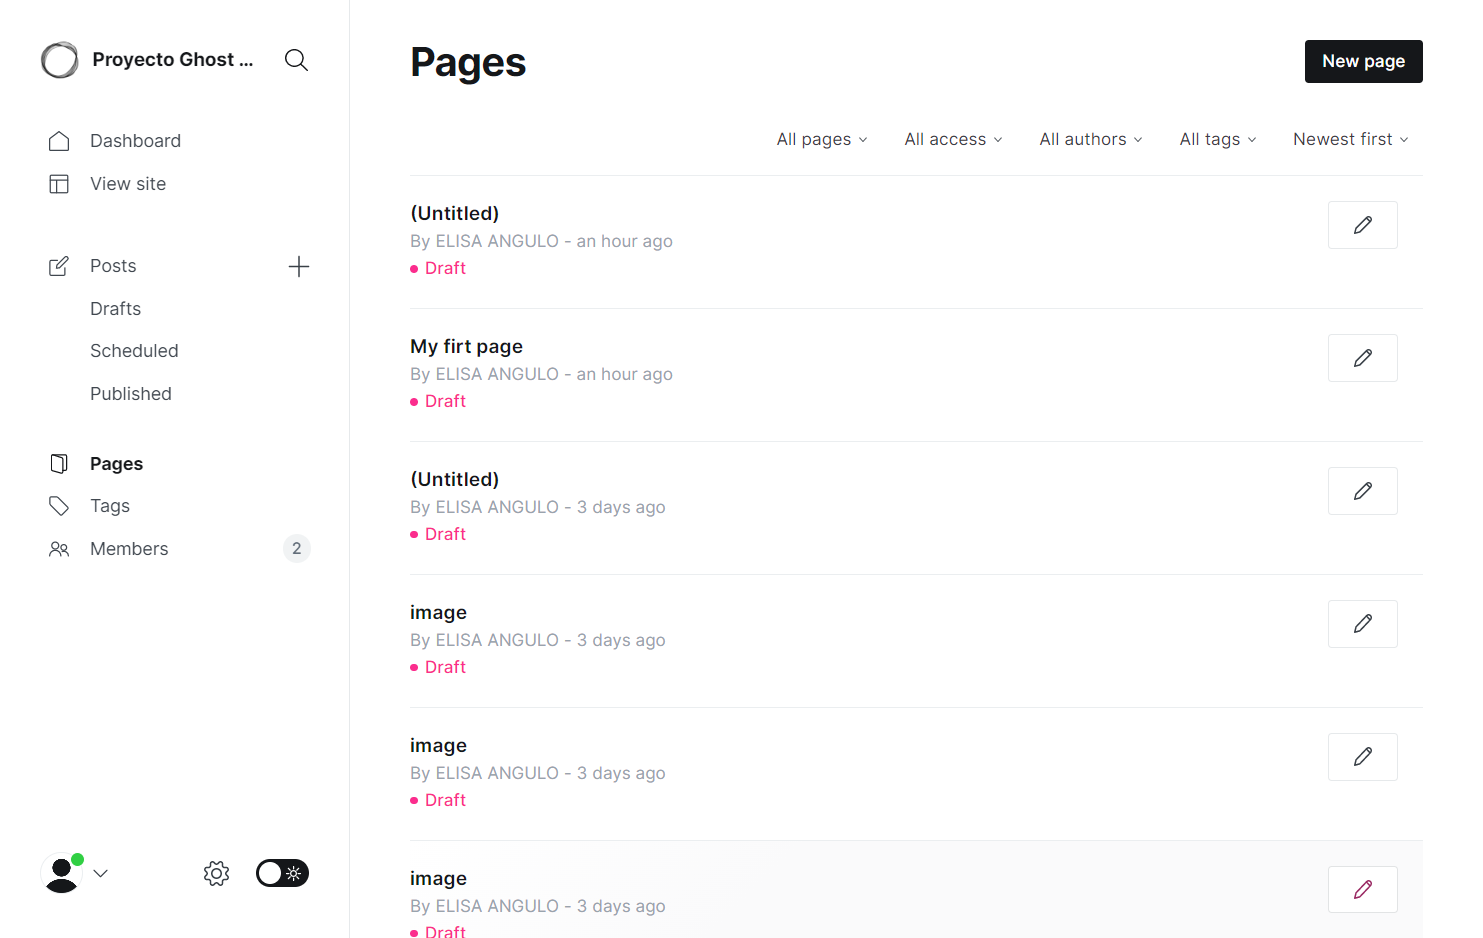 Proyecto Ghost ...
Dashboard
View site
Posts
Drafts
Scheduled
Published
Pages
Tags
Members 2
Pages
New page
All pages All access All authors All tags Newest first
(Untitled)
By ELISA ANGULO - an hour ago
Draft
My firt page
By ELISA ANGULO - an hour ago
Draft
(Untitled)
By ELISA ANGULO - 3 days ago
Draft
image
By ELISA ANGULO - 3 days ago
Draft
image
By ELISA ANGULO - 3 days ago
Draft
image
By ELISA ANGULO - 3 days ago
Draft